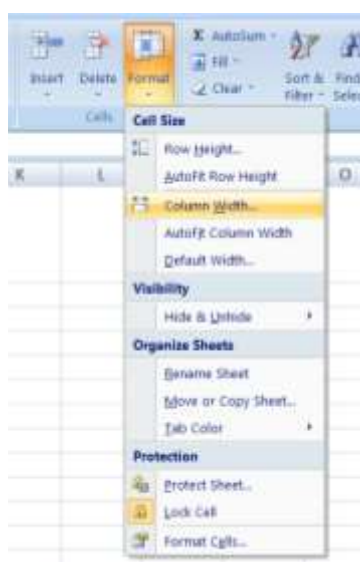 Σ AutoSum
Insert Delete Format
Fill
Clear
Sort & Find
Filter Selec
Cells
Cell Size
Row Height...
K L O
AutoFit Row Height
Column Width...
AutoFit Column Width
Default Width...
Visibility
Hide & Unhide
Organize Sheets
Rename Sheet
Move or Copy Sheet...
Tab Color
Protection
Protect Sheet...
Lock Cell
Format Cells...